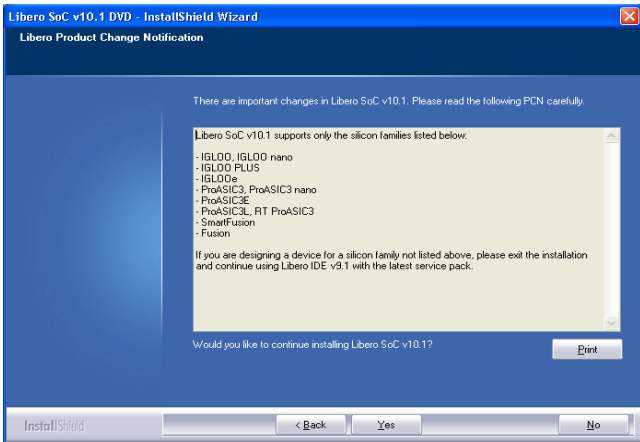 Libero SoC v10.1 DVD - InstallShield Wizard
Libero Product Change Notification
There are important changes in Libero SoC v10.1. Please read the following PCN carefully.
Libero SoC v10.1 supports only the silicon families listed below:
- IGLOO, IGLOO nano
- IGLOO PLUS
- IGLOOe
- ProASIC3, ProASIC3 nano
- ProASIC3E
- ProASIC3L, RT ProASIC3
- SmartFusion
- Fusion
If you are designing a device for a silicon family not listed above, please exit the installation
and continue using Libero IDE v9.1 with the latest service pack.
Would you like to continue installing Libero SoC v10.1?
Print
InstallShield
< Back
Yes
No